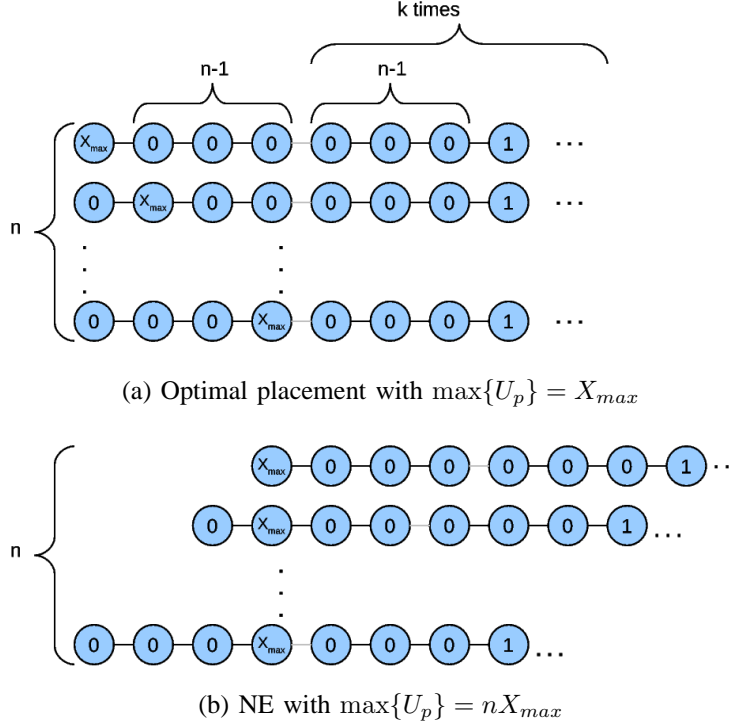 k times
n-1 n-1
X_max 0 0 0 0 0 0 1 ...
0 X_max 0 0 0 0 0 1 ...
n
0 0 0 X_max 0 0 0 1 ...
(a) Optimal placement with max{U_p} = X_max
X_max 0 0 0 0 0 0 1 ..
0 X_max 0 0 0 0 0 1 ...
n
0 0 0 X_max 0 0 0 1 ...
(b) NE with max{U_p} = nX_max